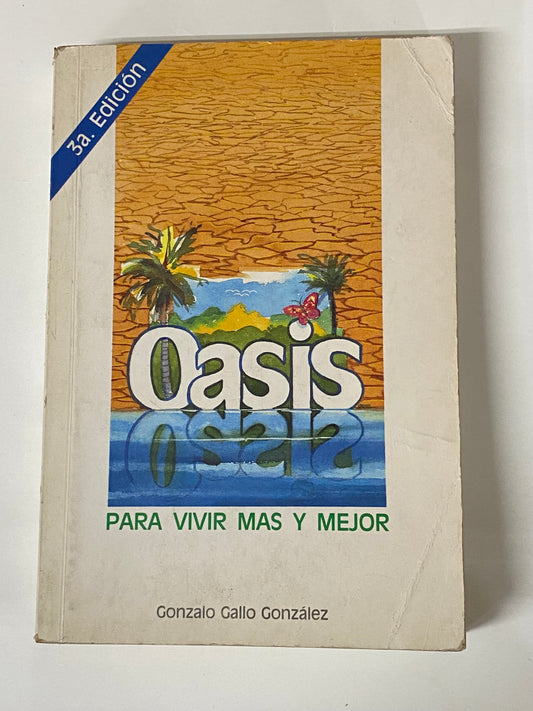 3a. Edición
Oasis
PARA VIVIR MAS Y MEJOR
Gonzalo Gallo González